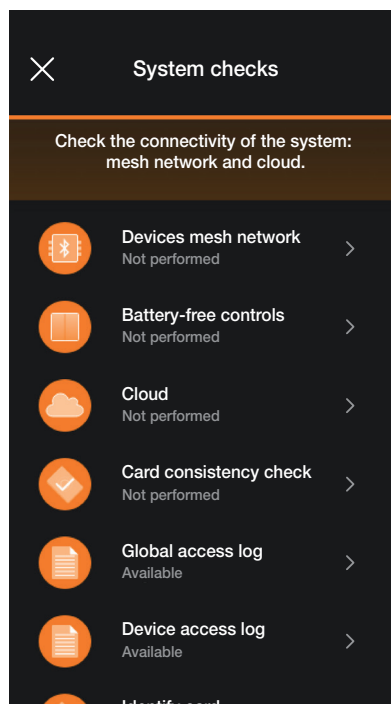 System checks
Check the connectivity of the system:
mesh network and cloud.
Devices mesh network
Not performed
Battery-free controls
Not performed
Cloud
Not performed
Card consistency check
Not performed
Global access log
Available
Device access log
Available
Identify card